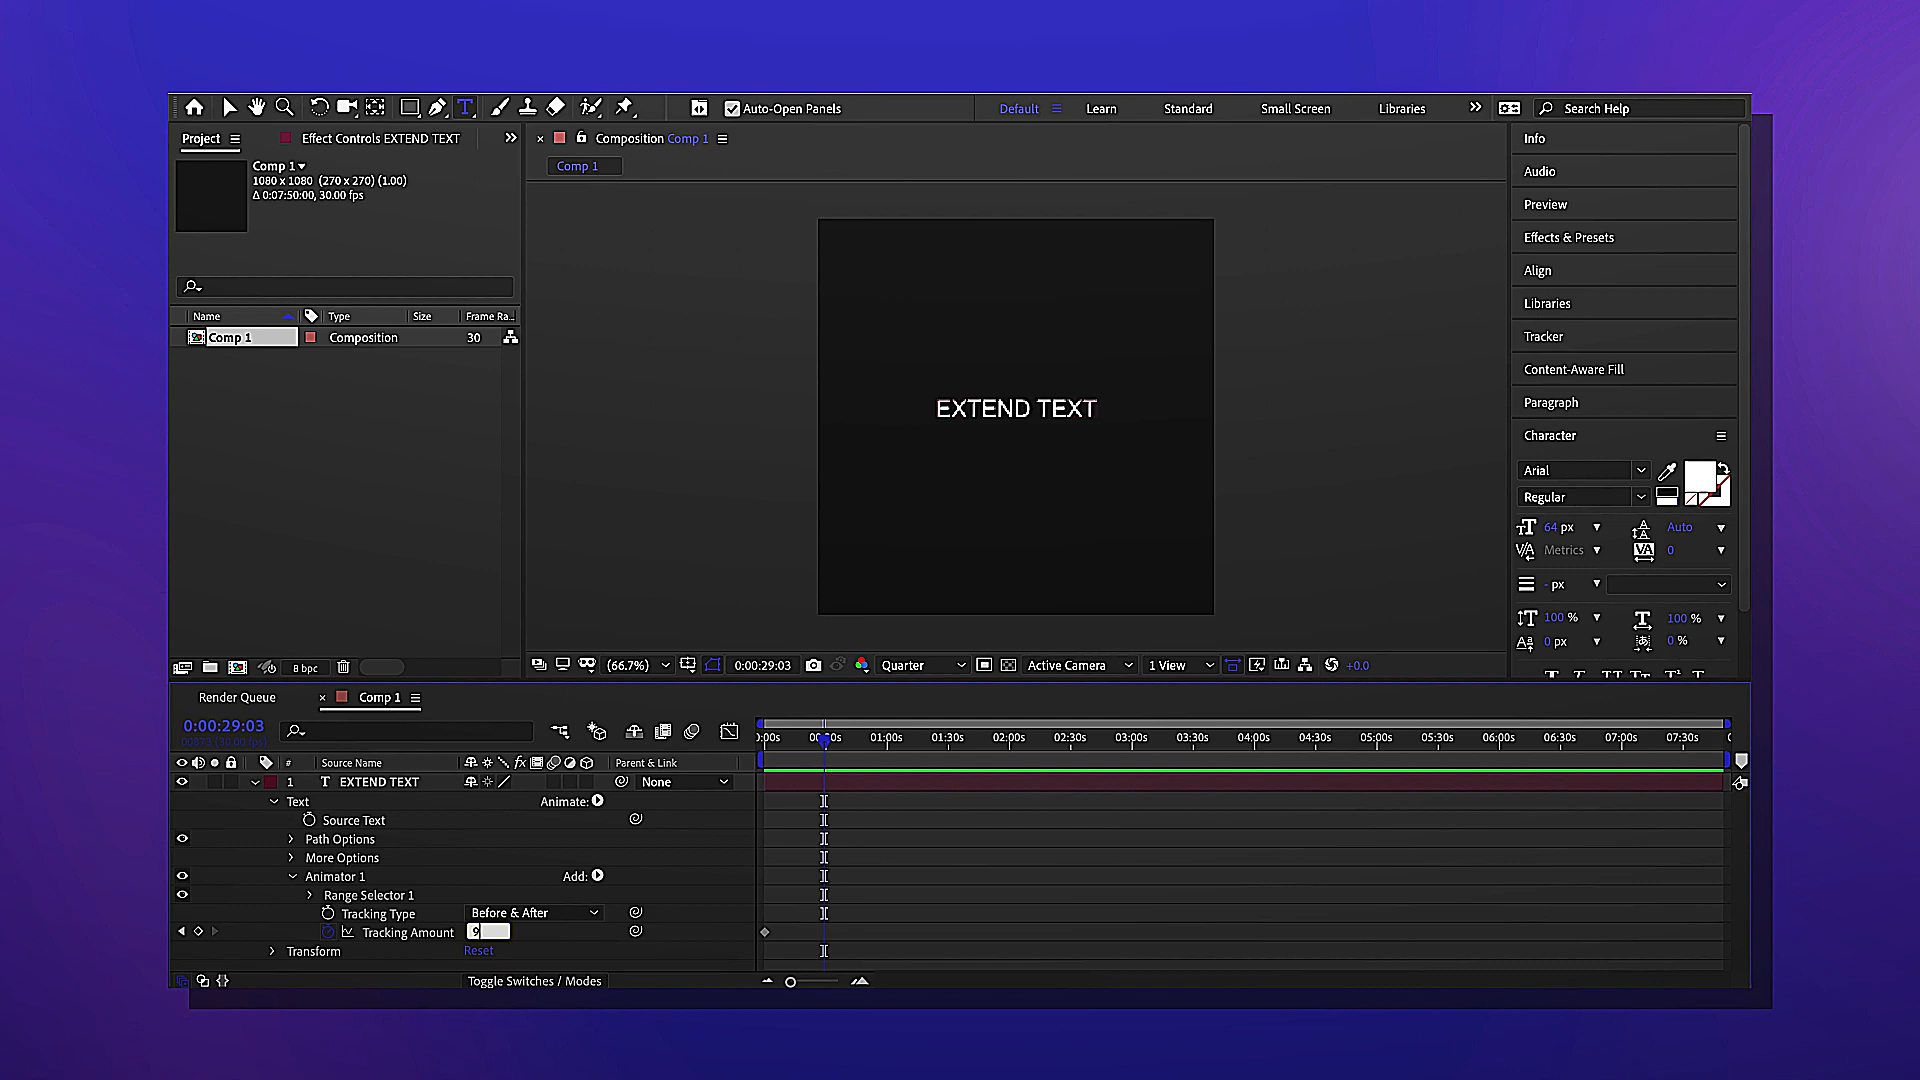 Auto-Open Panels
Default
Learn
Standard
Small Screen
Libraries
Search Help
Project
Effect Controls EXTEND TEXT
Composition Comp 1
Comp 1
Comp 1
1080 x 1080 (270 x 270) (1.00)
Δ 0:07:50:00, 30.00 fps
Name
Type
Size
Frame Ra...
Comp 1
Composition
30
EXTEND TEXT
Info
Audio
Preview
Effects & Presets
Align
Libraries
Tracker
Content-Aware Fill
Paragraph
Character
Arial
Regular
64 px
Auto
Metrics
0
- px
100 %
100 %
0 px
0 %
8 bpc
(66.7%)
0:00:29:03
Quarter
Active Camera
1 View
+0.0
Render Queue
Comp 1
0:00:29:03
00873 (30.00 fps)
:00s
00:30s
01:00s
01:30s
02:00s
02:30s
03:00s
03:30s
04:00s
04:30s
05:00s
05:30s
06:00s
06:30s
07:00s
07:30s
#
Source Name
Parent & Link
1
T
EXTEND TEXT
None
Text
Animate:
Source Text
Path Options
More Options
Animator 1
Add:
Range Selector 1
Tracking Type
Before & After
Tracking Amount
9
Transform
Reset
Toggle Switches / Modes